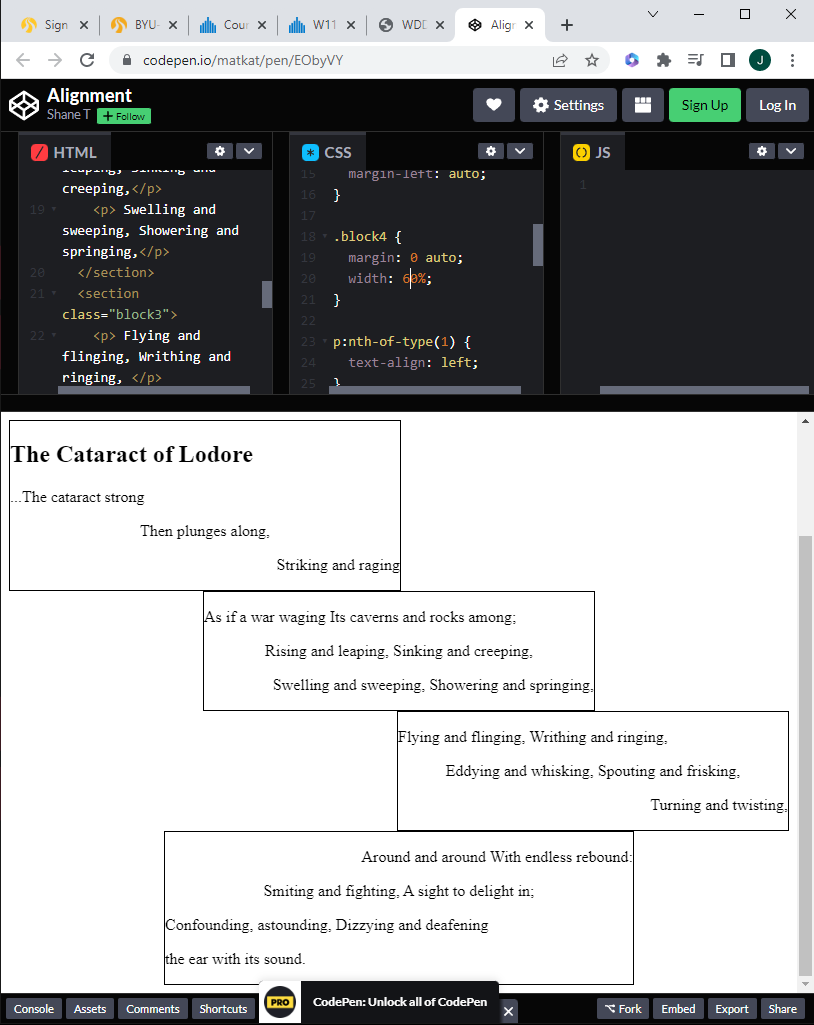 Sign
BYU-
Cour
W11
WDD
Align
codepen.io/matkat/pen/EObyVY
J
Alignment
Shane T
+ Follow
Settings
Sign Up
Log In
HTML
CSS
JS
leaping, Sinking and
creeping,</p>
19 <p> Swelling and
sweeping, Showering and
springing,</p>
20 </section>
21 <section
class="block3">
22 <p> Flying and
flinging, Writhing and
ringing, </p>
15 margin-left: auto;
16 }
17
18 .block4 {
19 margin: 0 auto;
20 width: 60%;
21 }
22
23 p:nth-of-type(1) {
24 text-align: left;
25 }
1
The Cataract of Lodore
...The cataract strong
Then plunges along,
Striking and raging
As if a war waging Its caverns and rocks among;
Rising and leaping, Sinking and creeping,
Swelling and sweeping, Showering and springing,
Flying and flinging, Writhing and ringing,
Eddying and whisking, Spouting and frisking,
Turning and twisting,
Around and around With endless rebound:
Smiting and fighting, A sight to delight in;
Confounding, astounding, Dizzying and deafening
the ear with its sound.
Console
Assets
Comments
Shortcuts
PRO
CodePen: Unlock all of CodePen
Fork
Embed
Export
Share